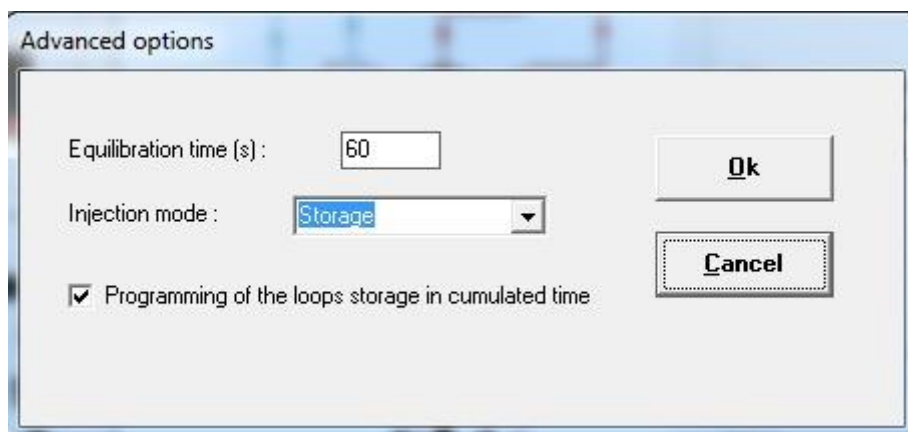 Advanced options
Equilibration time (s) : 60
Ok
Injection mode : Storage
Cancel
Programming of the loops storage in cumulated time